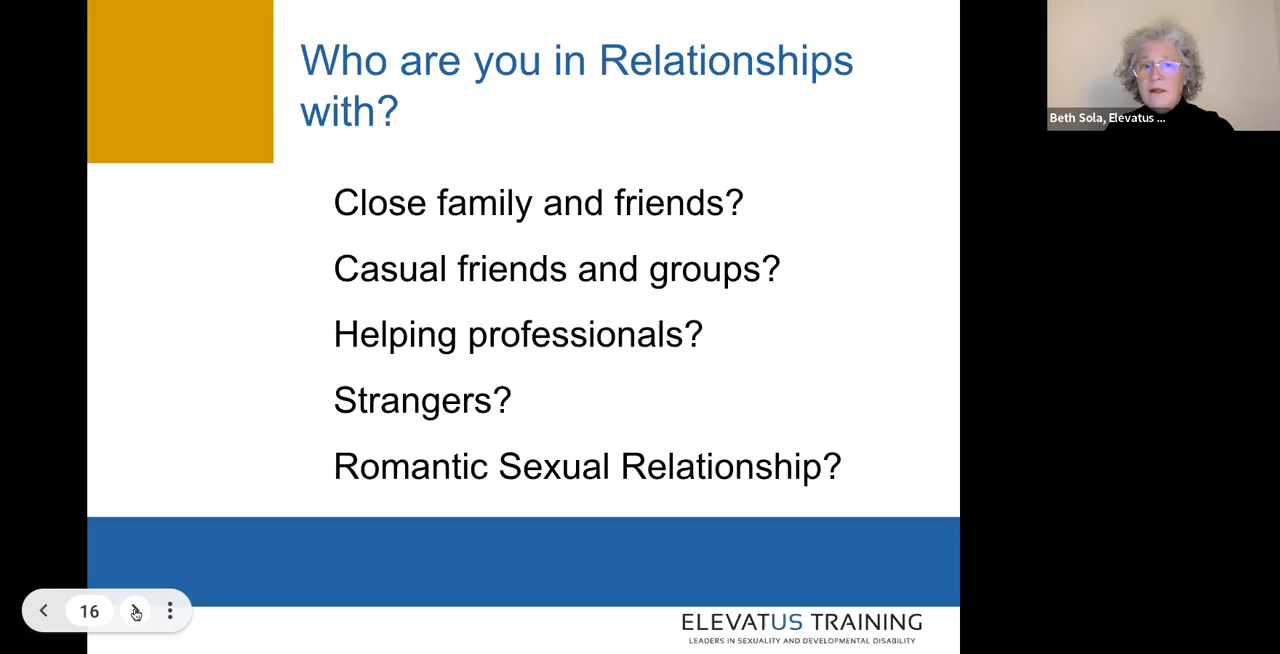 Who are you in Relationships
with?
Close family and friends?
Casual friends and groups?
Helping professionals?
Strangers?
Romantic Sexual Relationship?
ELEVATUS TRAINING
LEADERS IN SEXUALITY AND DEVELOPMENTAL DISABILITY
16
Beth Sola, Elevatus ...